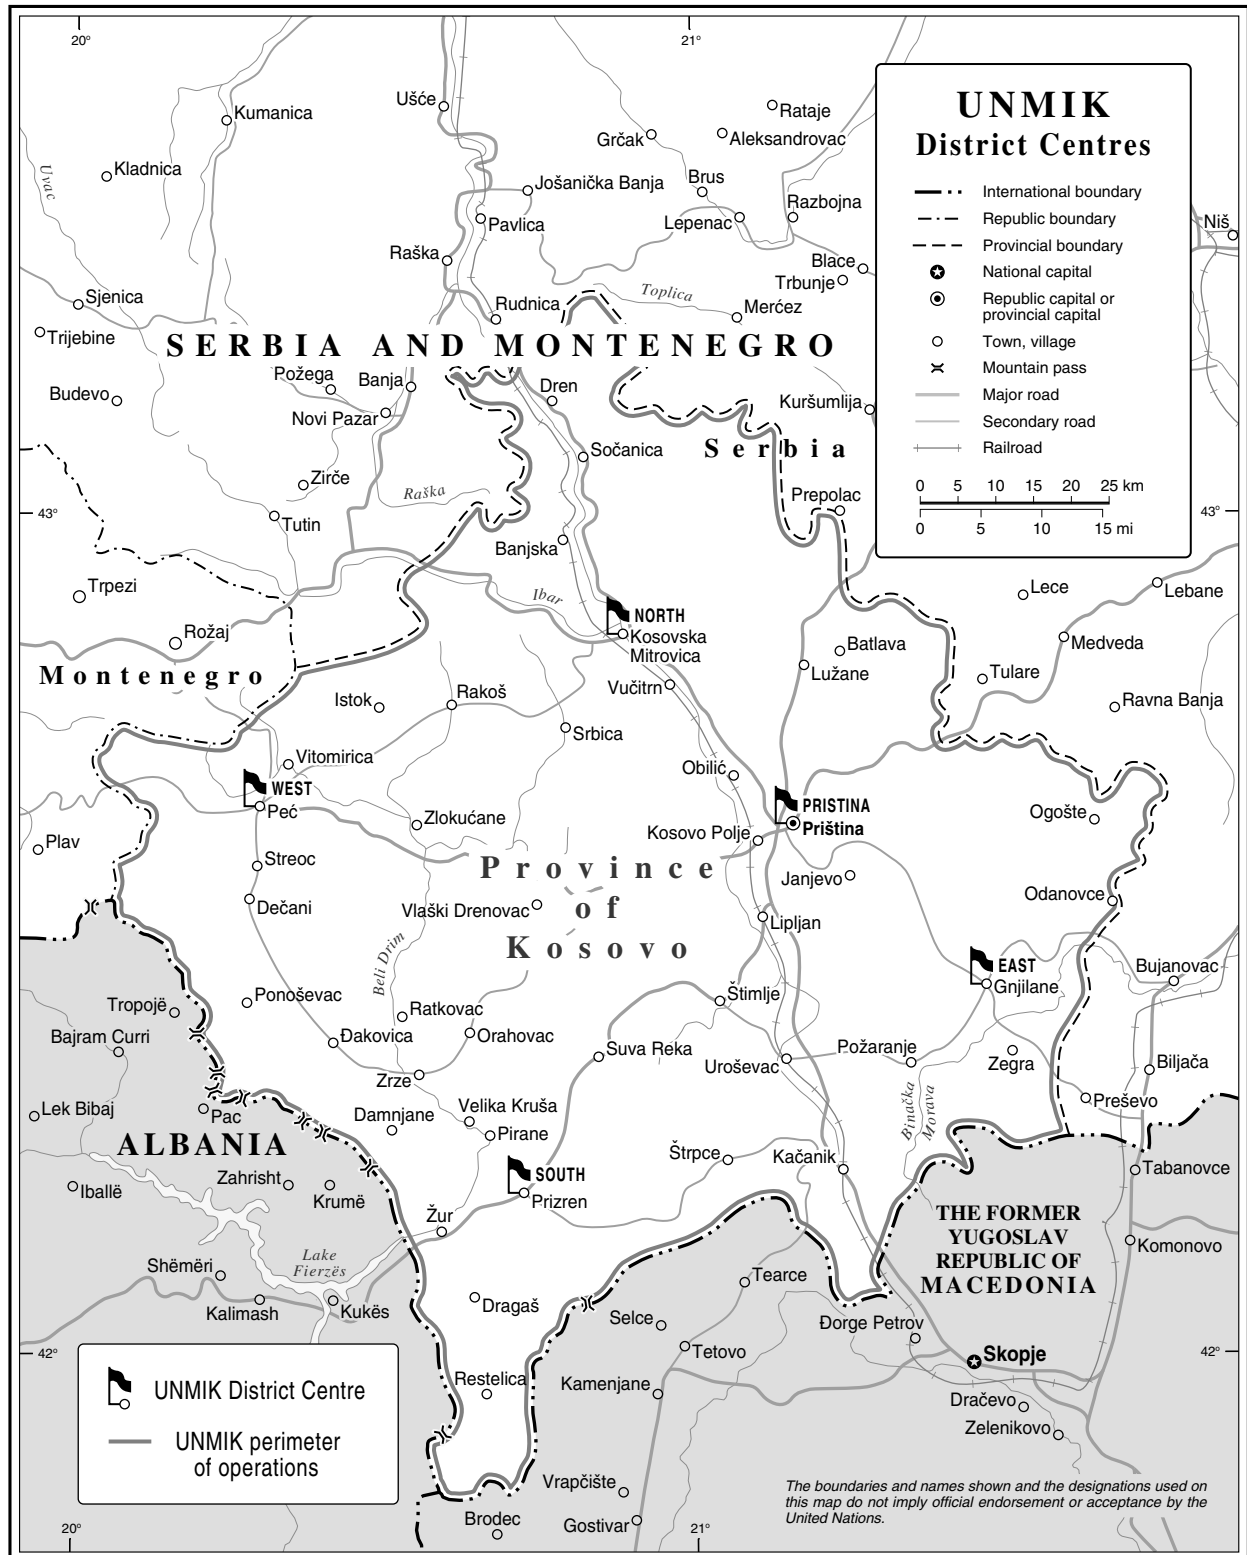 20°
21°
UNMIK
District Centres
International boundary
Republic boundary
Provincial boundary
National capital
Republic capital or
provincial capital
Town, village
Mountain pass
Major road
Secondary road
Railroad
0 5 10 15 20 25 km
0 5 10 15 mi
Ušće
Rataje
Kumanica
Grčak
Aleksandrovac
Uvac
Kladnica
Jošanička Banja
Brus
Razbojna
Pavlica
Lepenac
Niš
Raška
Blace
Trbunje
Toplica
Sjenica
Rudnica
Merćez
Trijebine
SERBIA AND MONTENEGRO
Požega
Banja
Dren
Budevo
Novi Pazar
Kuršumlija
Serbia
Sočanica
Zirče
Raška
Prepolac
43°
43°
Tutin
Banjska
Trpezi
Ibar
Lece
Lebane
NORTH
Rožaj
Kosovska
Mitrovica
Batlava
Medveda
Montenegro
Lužane
Tulare
Vučitrn
Istok
Rakoš
Ravna Banja
Srbica
Vitomirica
Obilić
WEST
Peć
PRISTINA
Priština
Zlokućane
Ogošte
Plav
Kosovo Polje
Streoc
Province
of
Kosovo
Janjevo
Dečani
Vlaški Drenovac
Odanovce
Lipljan
Beli Drim
EAST
Gnjilane
Bujanovac
Ponoševac
Štimlje
Tropojë
Ratkovac
Bajram Curri
Đakovica
Orahovac
Suva Reka
Uroševac
Požaranje
Zegra
Biljača
Zrze
Binačka
Morava
Lek Bibaj
Pac
Damnjane
Velika Kruša
Preševo
Pirane
ALBANIA
Štrpce
Kačanik
Tabanovce
Iballë
Zahrisht
Krumë
SOUTH
Prizren
Žur
THE FORMER
YUGOSLAV
REPUBLIC OF
MACEDONIA
Komonovo
Lake
Fierzës
Shëmëri
Tearce
Kalimash
Kukës
Dragaš
Selce
Đorge Petrov
42°
42°
Tetovo
Skopje
UNMIK District Centre
UNMIK perimeter
of operations
Restelica
Kamenjane
Dračevo
Zelenikovo
Vrapčište
Brodec
Gostivar
The boundaries and names shown and the designations used on
this map do not imply official endorsement or acceptance by the
United Nations.
20°
21°